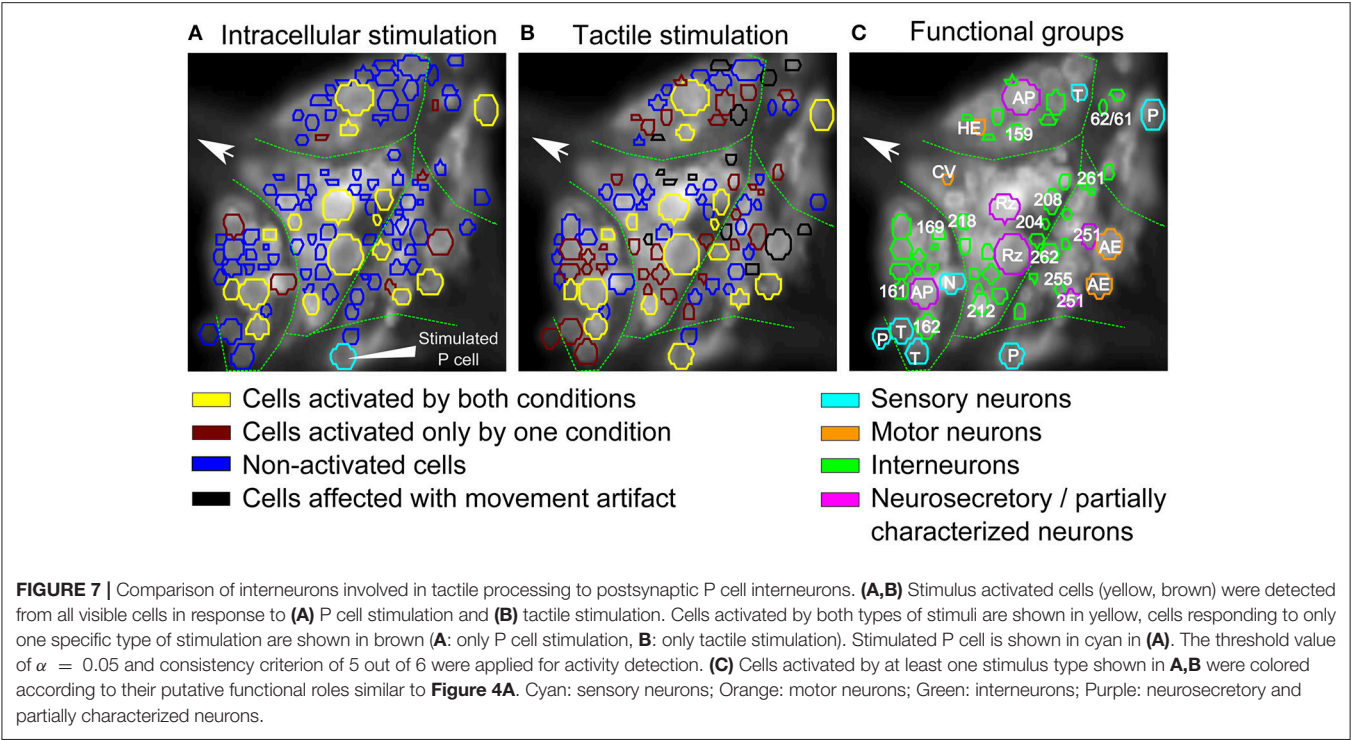 A Intracellular stimulation
B Tactile stimulation
C Functional groups
AP
T
HE
159
62/61
P
CV
261
208
Rz
204
218
169
251
AE
Rz
262
255
AE
161
AP
N
251
212
162
P
T
T
P
Stimulated
P cell
Cells activated by both conditions
Cells activated only by one condition
Non-activated cells
Cells affected with movement artifact
Sensory neurons
Motor neurons
Interneurons
Neurosecretory / partially
characterized neurons
FIGURE 7 | Comparison of interneurons involved in tactile processing to postsynaptic P cell interneurons. (A,B) Stimulus activated cells (yellow, brown) were detected
from all visible cells in response to (A) P cell stimulation and (B) tactile stimulation. Cells activated by both types of stimuli are shown in yellow, cells responding to only
one specific type of stimulation are shown in brown (A: only P cell stimulation, B: only tactile stimulation). Stimulated P cell is shown in cyan in (A). The threshold value
of α = 0.05 and consistency criterion of 5 out of 6 were applied for activity detection. (C) Cells activated by at least one stimulus type shown in A,B were colored
according to their putative functional roles similar to Figure 4A. Cyan: sensory neurons; Orange: motor neurons; Green: interneurons; Purple: neurosecretory and
partially characterized neurons.